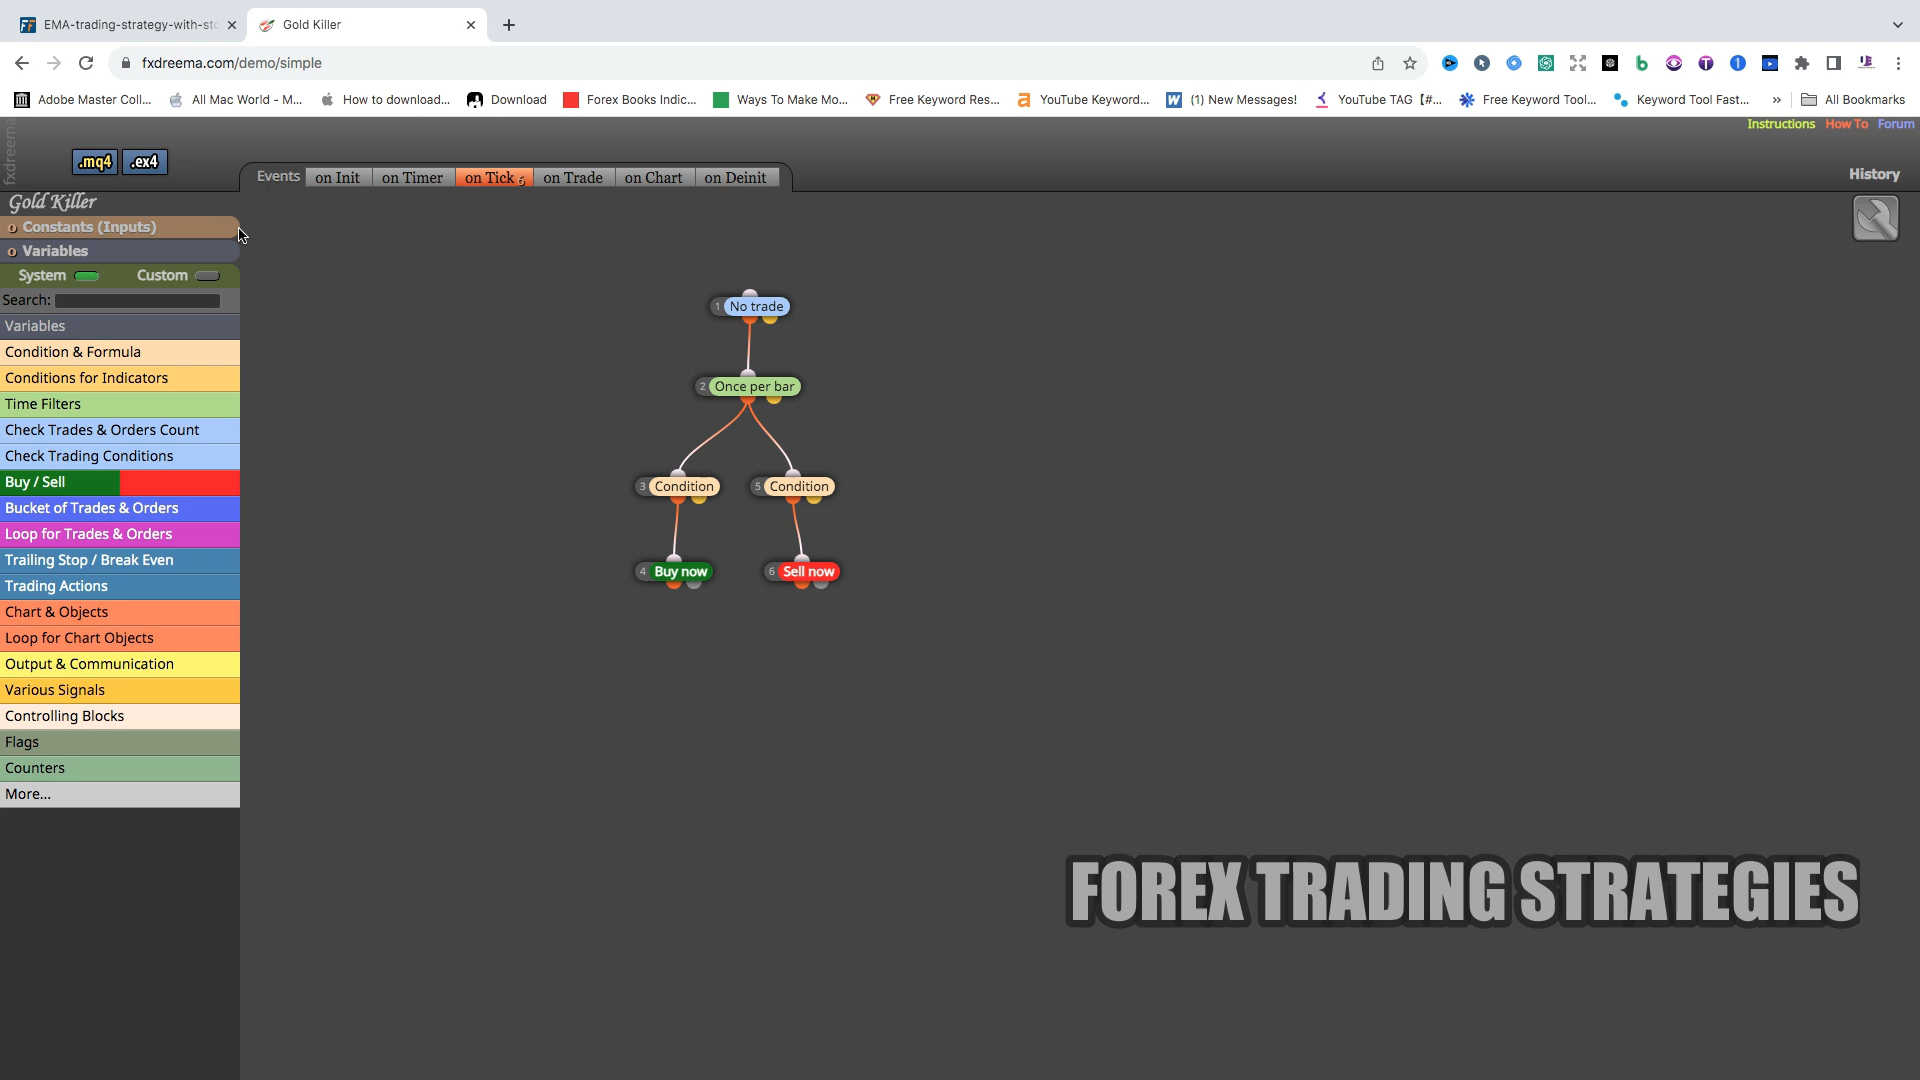 EMA-trading-strategy-with-sto
Gold Killer
fxdreema.com/demo/simple
Adobe Master Coll...
All Mac World - M...
How to download...
Download
Forex Books Indic...
Ways To Make Mo...
Free Keyword Res...
YouTube Keyword...
(1) New Messages!
YouTube TAG【#...
Free Keyword Tool...
Keyword Tool Fast...
»
All Bookmarks
Instructions How To Forum
fxdreema
.mq4 .ex4
Events on Init on Timer on Tick 6 on Trade on Chart on Deinit
History
Gold Killer
0 Constants (Inputs)
0 Variables
System Custom
Search:
Variables
Condition & Formula
Conditions for Indicators
Time Filters
Check Trades & Orders Count
Check Trading Conditions
Buy / Sell
Bucket of Trades & Orders
Loop for Trades & Orders
Trailing Stop / Break Even
Trading Actions
Chart & Objects
Loop for Chart Objects
Output & Communication
Various Signals
Controlling Blocks
Flags
Counters
More...
1 No trade
2 Once per bar
3 Condition
5 Condition
4 Buy now
6 Sell now
FOREX TRADING STRATEGIES